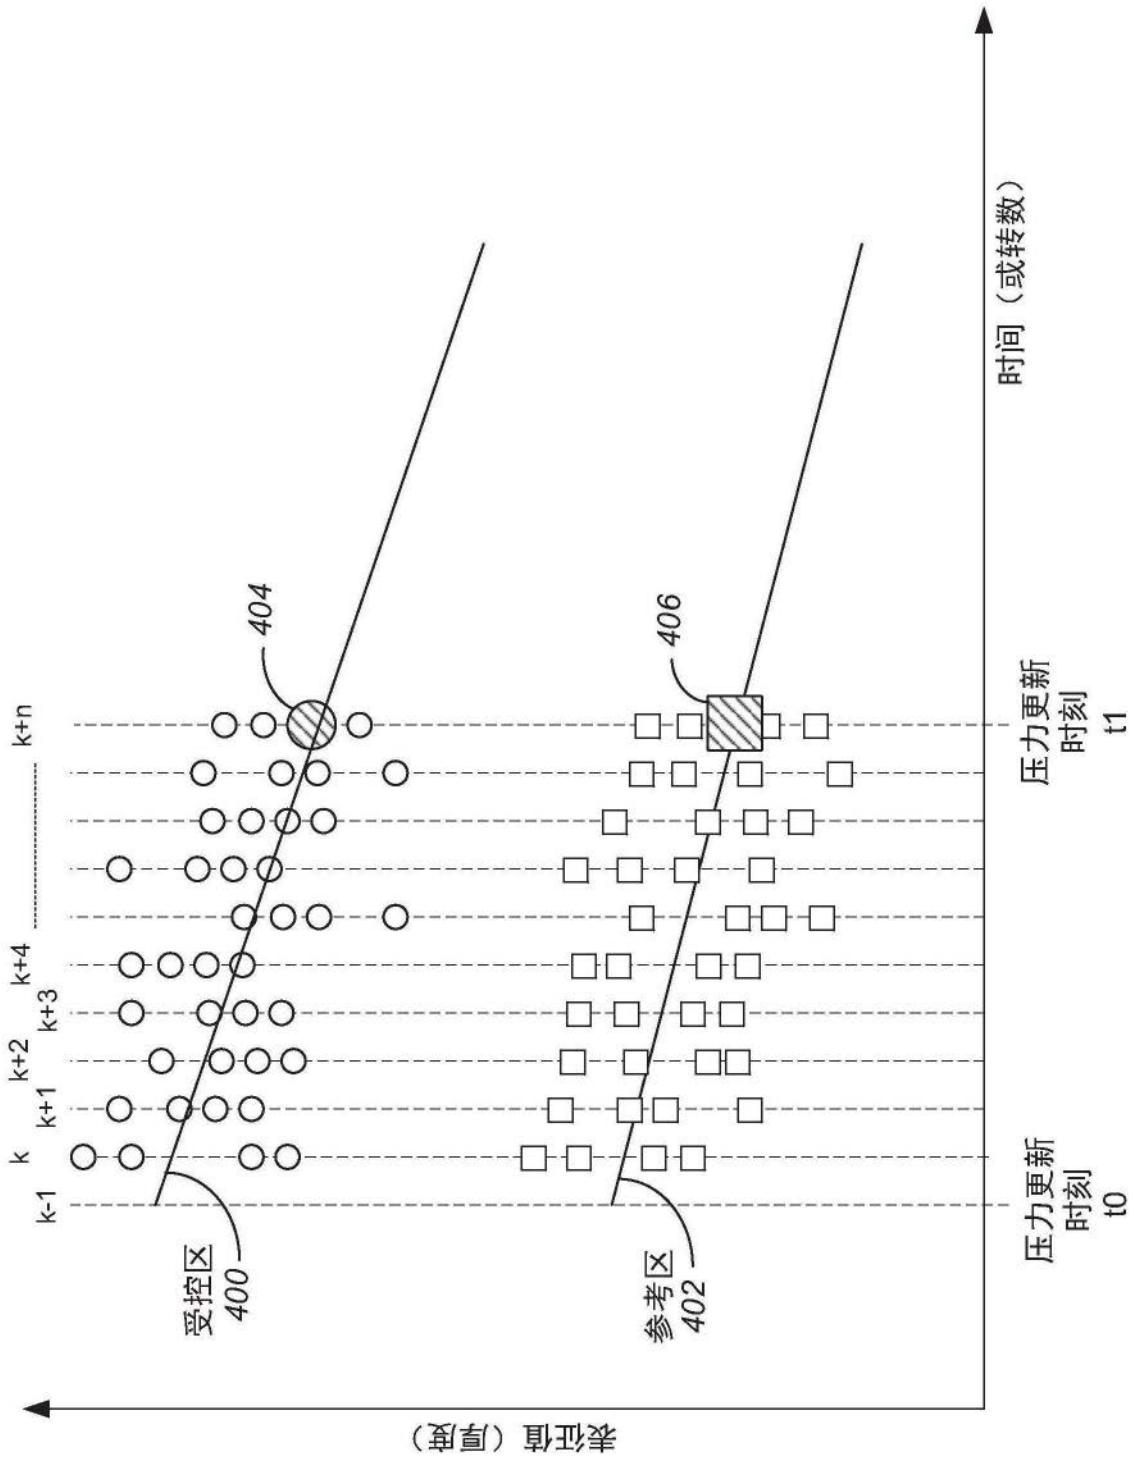 k-1
k
k+1
k+2
k+3
k+4
k+n
受控区
400
404
参考区
402
406
表征值（厚度）
压力更新
时刻
t0
压力更新
时刻
t1
时间（或转数）